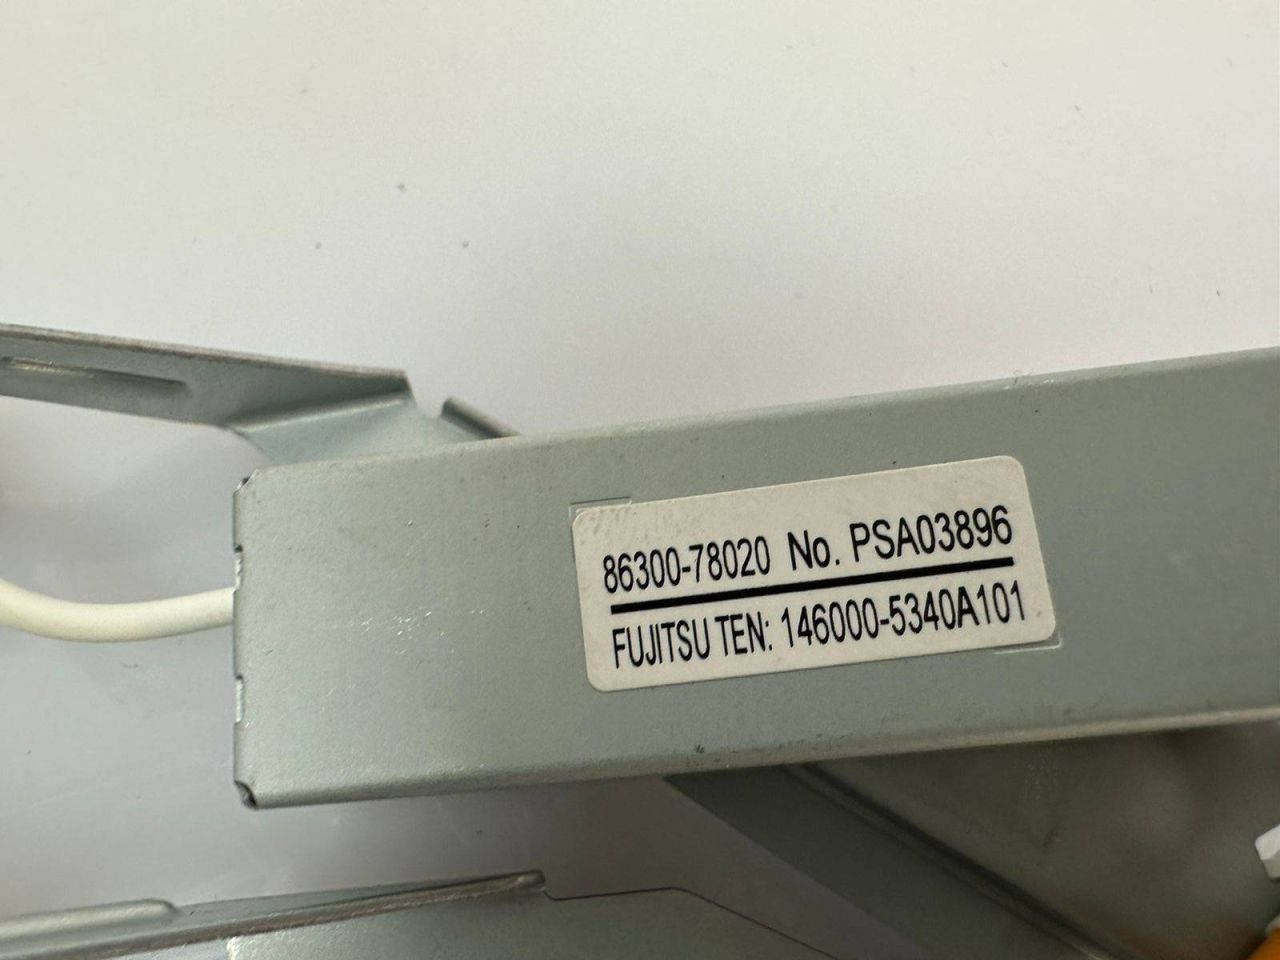 86300-78020 No. PSA03896
FUJITSU TEN: 146000-5340A101